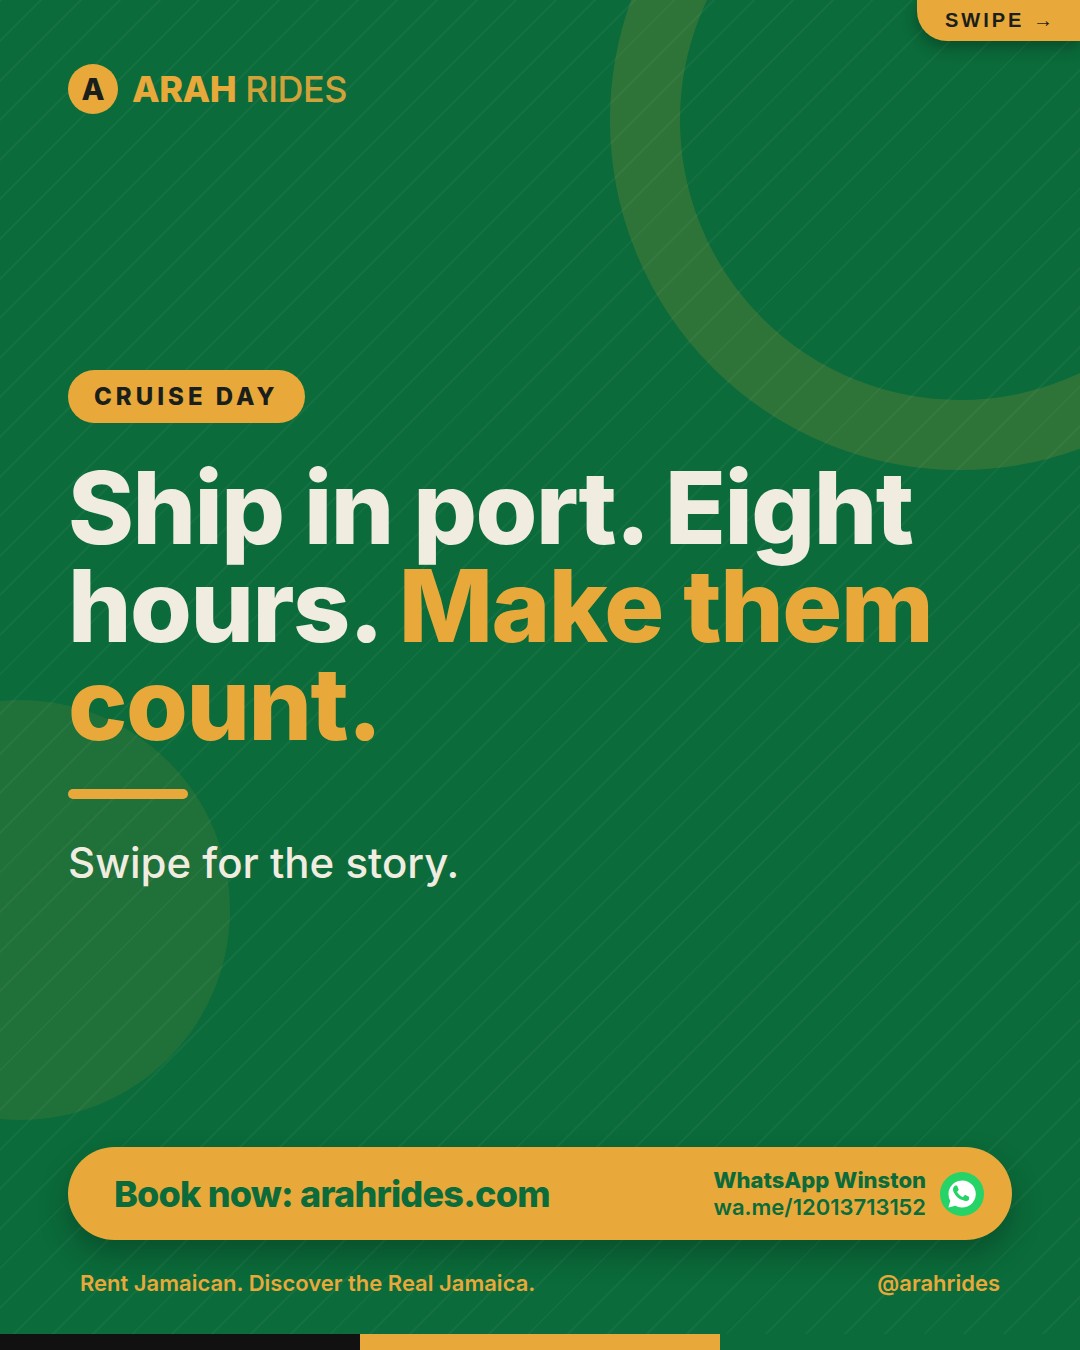 SWIPE →
A ARAH RIDES
CRUISE DAY
Ship in port. Eight
hours. Make them
count.
Swipe for the story.
Book now: arahrides.com
WhatsApp Winston
wa.me/12013713152
Rent Jamaican. Discover the Real Jamaica.
@arahrides